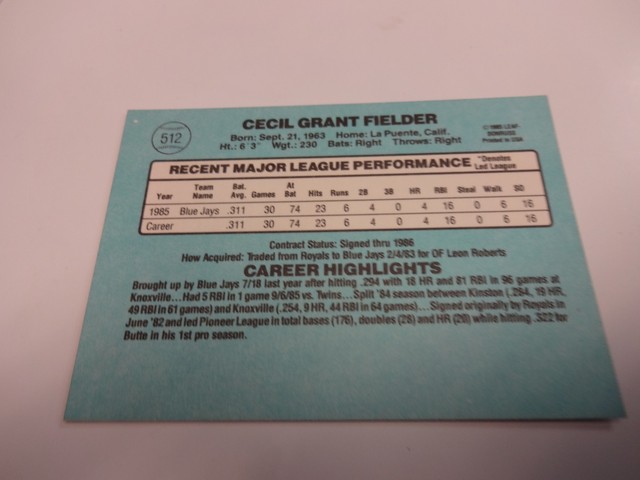 512
CECIL GRANT FIELDER
Born: Sept. 21, 1963 Home: La Puente, Calif.
Ht.: 6'3" Wgt.: 230 Bats: Right Throws: Right
© 1986 LEAF-
DONRUSS
Printed in USA
RECENT MAJOR LEAGUE PERFORMANCE *Denotes Led League
Year Team Name Bat. Avg. Games At Bat Hits Runs 2B 3B HR RBI Steal Walk SO
1985 Blue Jays .311 30 74 23 6 4 0 4 16 0 6 16
Career .311 30 74 23 6 4 0 4 16 0 6 16
Contract Status: Signed thru 1986
How Acquired: Traded from Royals to Blue Jays 2/4/83 for OF Leon Roberts
CAREER HIGHLIGHTS
Brought up by Blue Jays 7/18 last year after hitting .294 with 18 HR and 81 RBI in 96 games at
Knoxville...Had 5 RBI in 1 game 9/6/85 vs. Twins...Split '84 season between Kinston (.264, 19 HR,
49 RBI in 61 games) and Knoxville (.254, 9 HR, 44 RBI in 64 games)...Signed originally by Royals in
June '82 and led Pioneer League in total bases (176), doubles (28) and HR (20) while hitting .322 for
Butte in his 1st pro season.